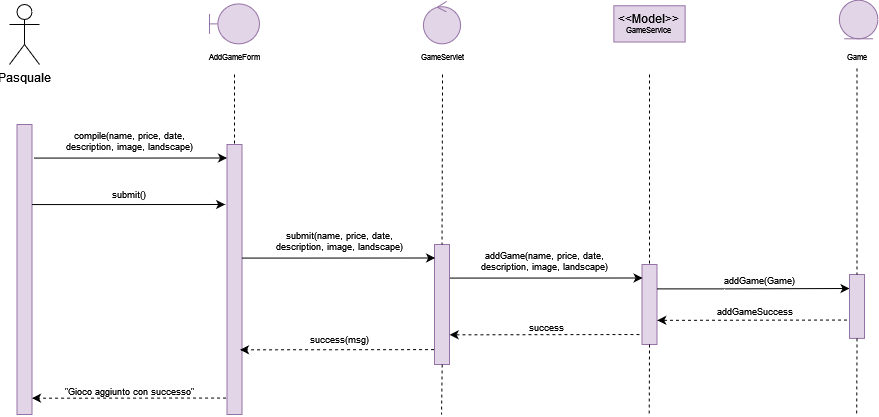 <<Model>>
GameService
AddGameForm
GameServlet
Game
Pasquale
compile(name, price, date,
description, image, landscape)
submit()
submit(name, price, date,
description, image, landscape)
addGame(name, price, date,
description, image, landscape)
addGame(Game)
addGameSuccess
success
success(msg)
"Gioco aggiunto con successo"